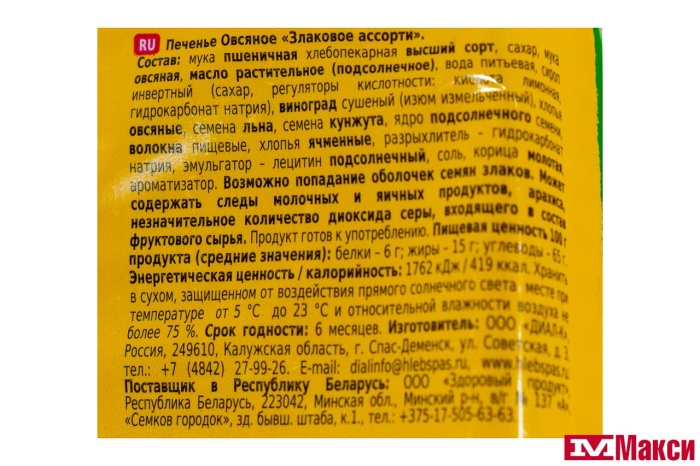 RU Печенье Овсяное «Злаковое ассорти».
Состав: мука пшеничная хлебопекарная высший сорт, сахар, мука
овсяная, масло растительное (подсолнечное), вода питьевая, сироп
инвертный (сахар, регуляторы кислотности: кислота лимонная
гидрокарбонат натрия), виноград сушеный (изюм измельченный), хлопья
овсяные, семена льна, семена кунжута, ядро подсолнечного семени,
волокна пищевые, хлопья ячменные, разрыхлитель - гидрокарбонат
натрия, эмульгатор - лецитин подсолнечный, соль, корица молотая,
ароматизатор. Возможно попадание оболочек семян злаков. Может
содержать следы молочных и яичных продуктов, арахиса,
незначительное количество диоксида серы, входящего в состав
фруктового сырья. Продукт готов к употреблению. Пищевая ценность 100 г
продукта (средние значения): белки - 6 г; жиры - 15 г; углеводы - 65 г.
Энергетическая ценность / калорийность: 1762 кДж / 419 ккал. Хранить
в сухом, защищенном от воздействия прямого солнечного света месте при
температуре от 5 °С до 23 °С и относительной влажности воздуха не
более 75 %. Срок годности: 6 месяцев. Изготовитель: ООО «ДИАЛ-К»,
Россия, 249610, Калужская область, г. Спас-Деменск, ул. Советская, д. 3,
тел.: +7 (4842) 27-99-26. E-mail: dialinfo@hlebspas.ru, www.hlebspas.ru
Поставщик в Республику Беларусь: ООО «Здоровый продукт»,
Республика Беларусь, 223042, Минская обл., Минский р-н, в/г № 137 «А»,
«Семков городок», зд. бывш. штаба, к.1., тел.: +375-17-505-63-63.
Макси